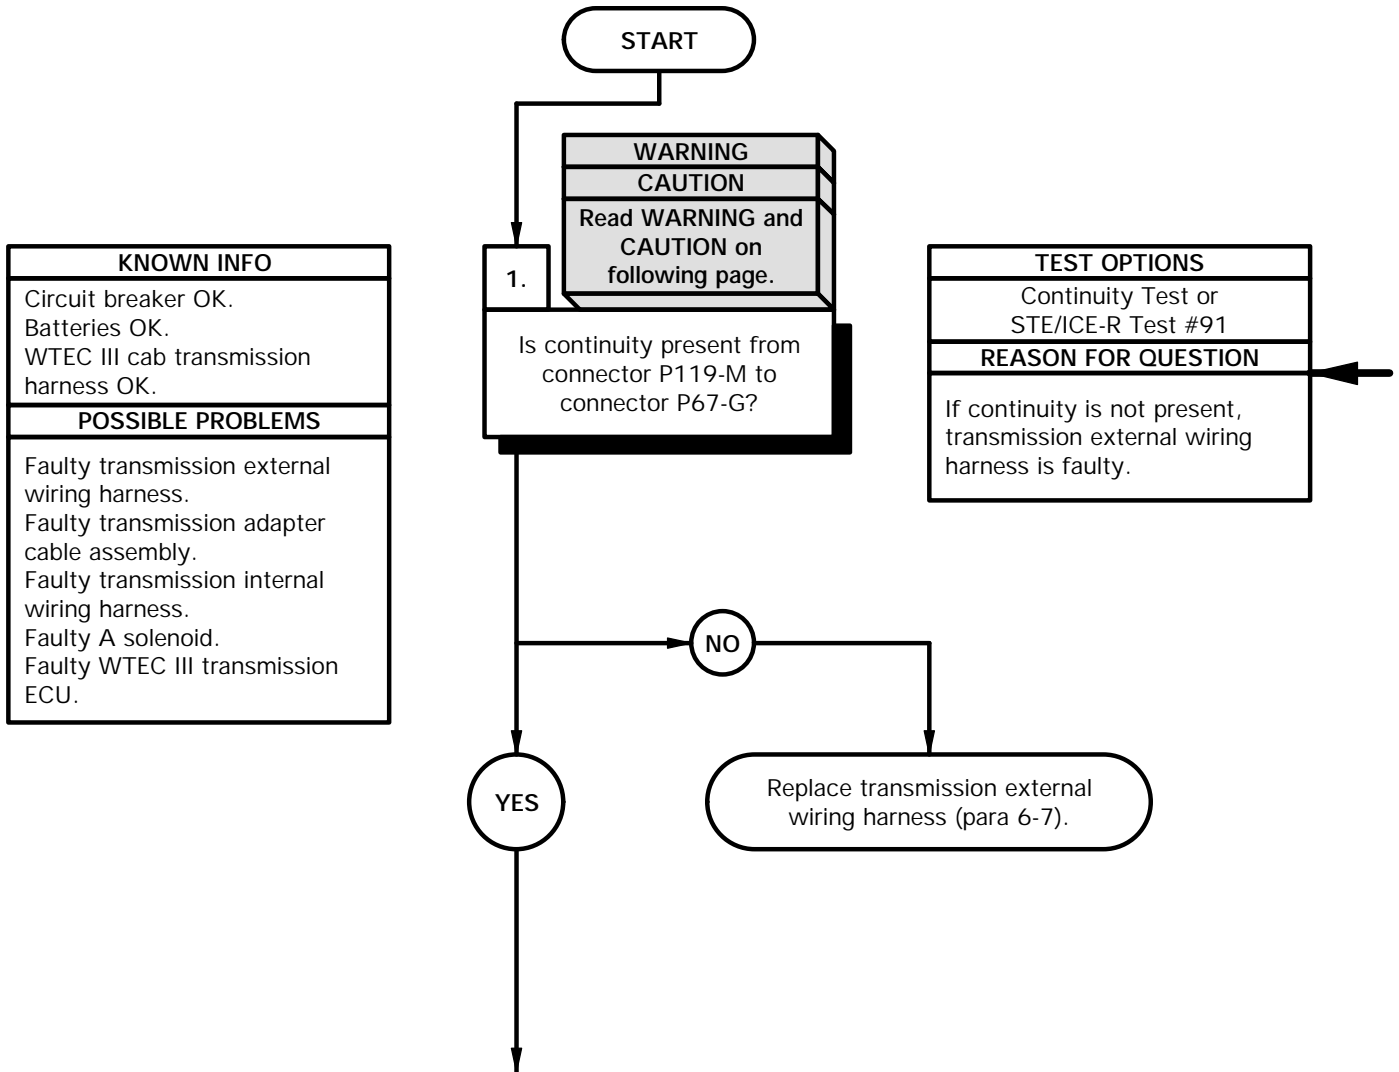 START
WARNING
CAUTION
Read WARNING and
CAUTION on
following page.
1.
Is continuity present from
connector P119-M to
connector P67-G?
KNOWN INFO
Circuit breaker OK.
Batteries OK.
WTEC III cab transmission
harness OK.
POSSIBLE PROBLEMS
Faulty transmission external
wiring harness.
Faulty transmission adapter
cable assembly.
Faulty transmission internal
wiring harness.
Faulty A solenoid.
Faulty WTEC III transmission
ECU.
TEST OPTIONS
Continuity Test or
STE/ICE-R Test #91
REASON FOR QUESTION
If continuity is not present,
transmission external wiring
harness is faulty.
NO
YES
Replace transmission external
wiring harness (para 6-7).